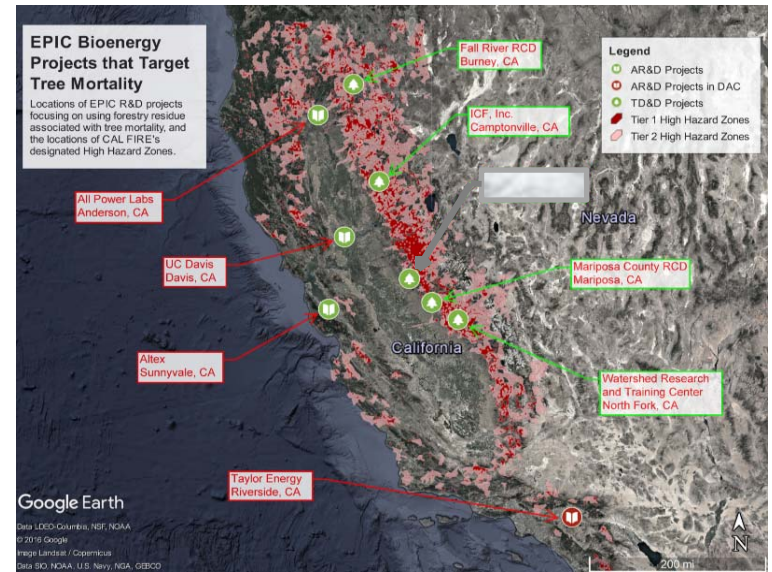 EPIC Bioenergy
Projects that Target
Tree Mortality
Locations of EPIC R&D projects
focusing on using forestry residue
associated with tree mortality, and
the locations of CAL FIRE's
designated High Hazard Zones.
Fall River RCD
Burney, CA
Legend
AR&D Projects
AR&D Projects in DAC
TD&D Projects
Tier 1 High Hazard Zones
Tier 2 High Hazard Zones
ICF, Inc.
Camptonville, CA
All Power Labs
Anderson, CA
Nevada
UC Davis
Davis, CA
Mariposa County RCD
Mariposa, CA
Altex
Sunnyvale, CA
California
Watershed Research
and Training Center
North Fork, CA
Taylor Energy
Riverside, CA
Google Earth
Data LDEO-Columbia, NSF, NOAA
© 2016 Google
Image Landsat / Copernicus
Data SIO, NOAA, U.S. Navy, NGA, GEBCO
N
200 mi